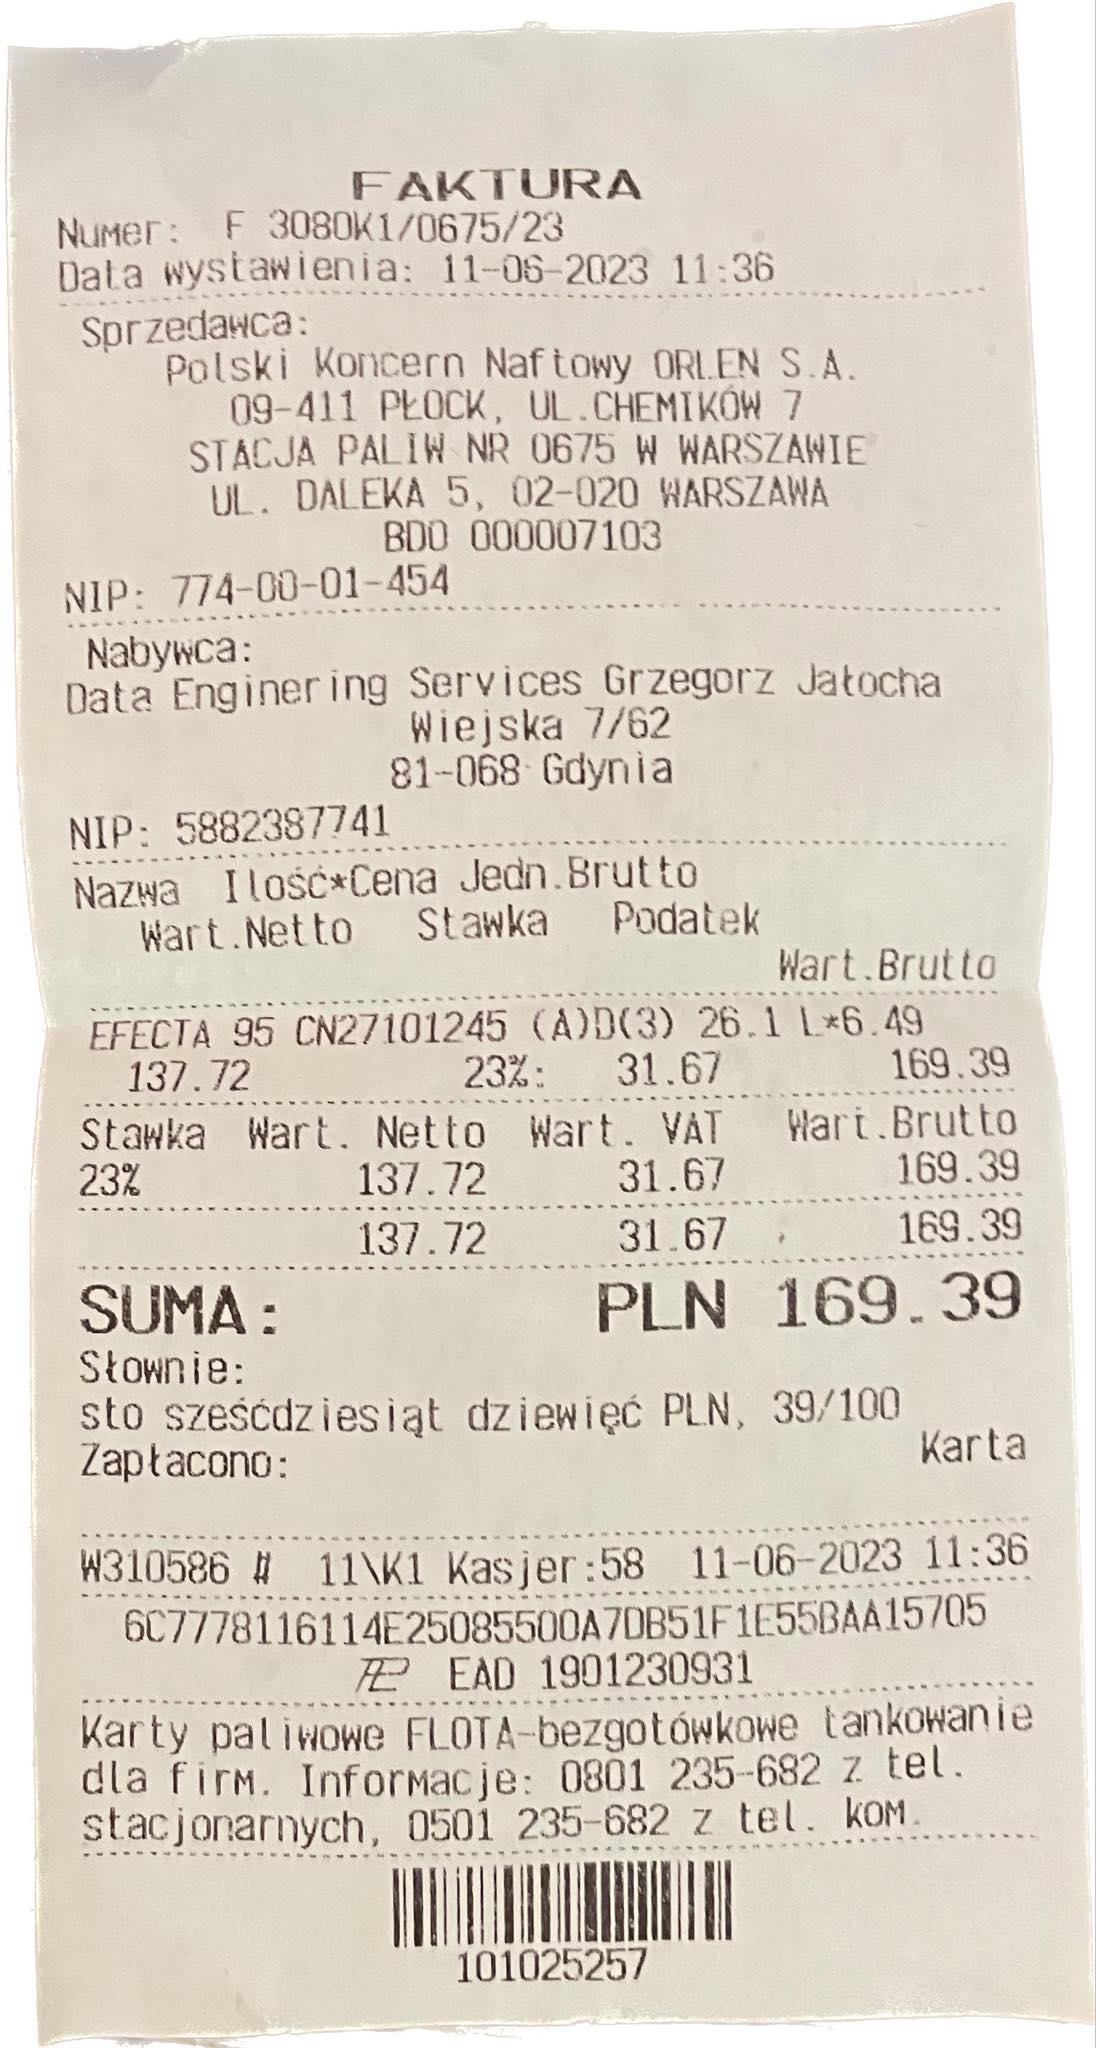 FAKTURA
Numer: F 3080K1/0675/23
Data wystawienia: 11-06-2023 11:36
Sprzedawca:
Polski Koncern Naftowy ORLEN S.A.
09-411 PŁOCK, UL.CHEMIKÓW 7
STACJA PALIW NR 0675 W WARSZAWIE
UL. DALEKA 5, 02-020 WARSZAWA
BDO 000007103
NIP: 774-00-01-454
Nabywca:
Data Enginering Services Grzegorz Jałocha
Wiejska 7/62
81-068 Gdynia
NIP: 5882387741
Nazwa Ilość*Cena Jedn.Brutto
Wart.Netto Stawka Podatek
Wart.Brutto
EFECTA 95 CN27101245 (A)D(3) 26.1 L*6.49
137.72 23%: 31.67 169.39
Stawka Wart. Netto Wart. VAT Wart.Brutto
23% 137.72 31.67 169.39
137.72 31.67 169.39
SUMA: PLN 169.39
Słownie:
sto sześćdziesiąt dziewięć PLN, 39/100
Zapłacono: Karta
W310586 # 11\K1 Kasjer:58 11-06-2023 11:36
6C7778116114E25085500A7DB51F1E55BAA15705
EAD 1901230931
Karty paliwowe FLOTA-bezgotówkowe tankowanie
dla firm. Informacje: 0801 235-682 z tel.
stacjonarnych, 0501 235-682 z tel. kom.
101025257